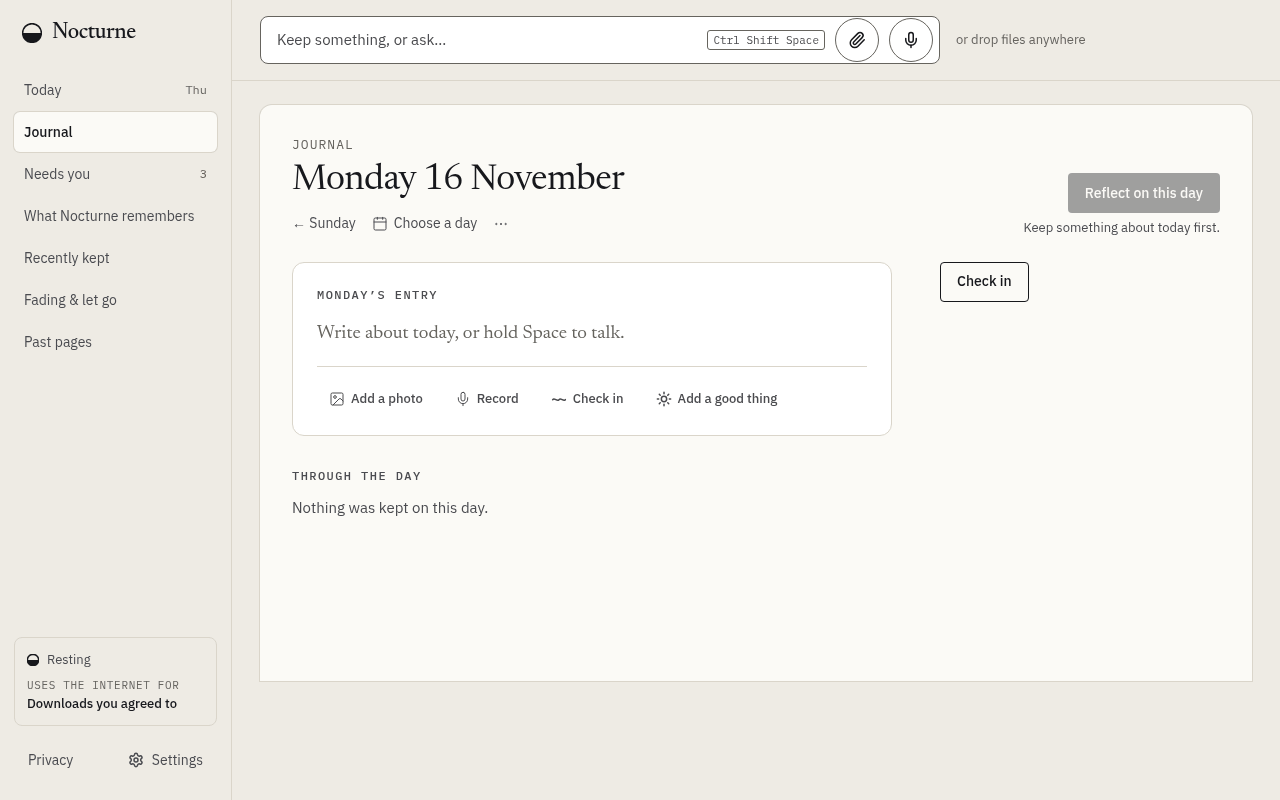 Nocturne
Keep something, or ask...
Ctrl Shift Space
or drop files anywhere
Today
Thu
Journal
Needs you
3
What Nocturne remembers
Recently kept
Fading & let go
Past pages
JOURNAL
Monday 16 November
← Sunday
Choose a day
···
Reflect on this day
Keep something about today first.
MONDAY’S ENTRY
Write about today, or hold Space to talk.
Add a photo
Record
Check in
Add a good thing
Check in
THROUGH THE DAY
Nothing was kept on this day.
Resting
USES THE INTERNET FOR
Downloads you agreed to
Privacy
Settings